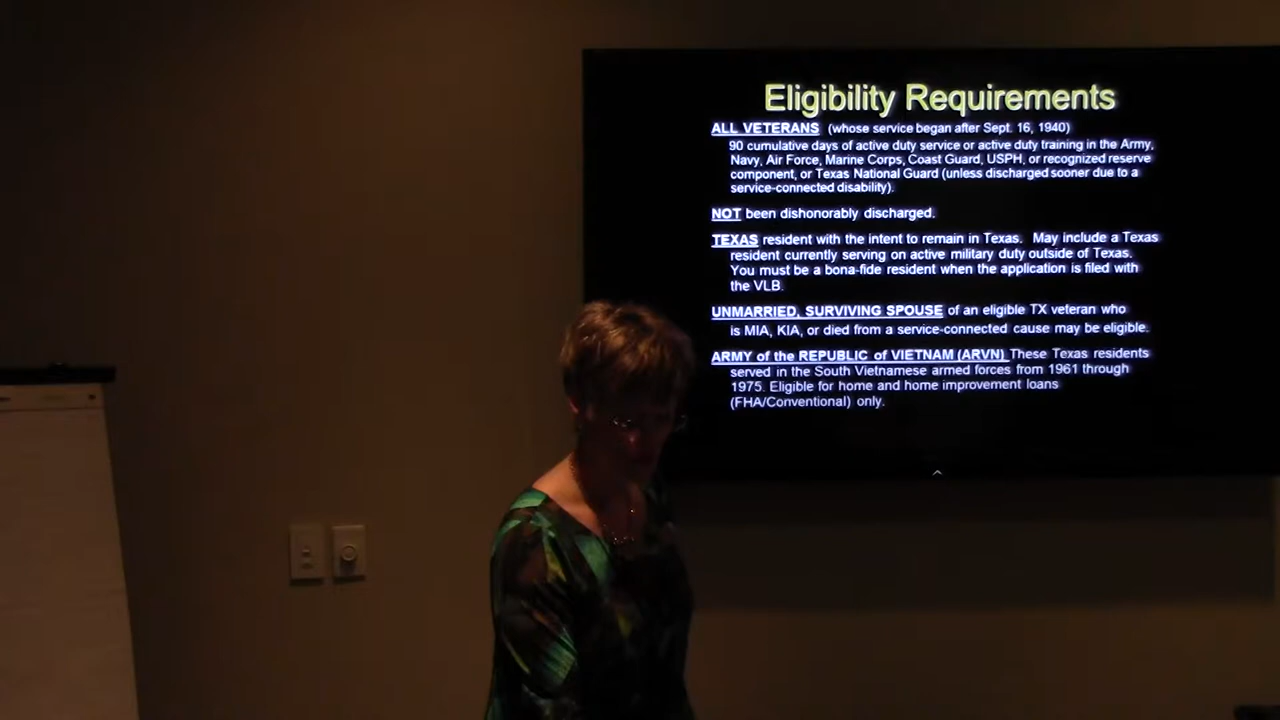 Eligibility Requirements
ALL VETERANS (whose service began after Sept. 16, 1940)
90 cumulative days of active duty service or active duty training in the Army,
Navy, Air Force, Marine Corps, Coast Guard, USPH, or recognized reserve
component, or Texas National Guard (unless discharged sooner due to a
service-connected disability).
NOT been dishonorably discharged.
TEXAS resident with the intent to remain in Texas. May include a Texas
resident currently serving on active military duty outside of Texas.
You must be a bona-fide resident when the application is filed with
the VLB.
UNMARRIED, SURVIVING SPOUSE of an eligible TX veteran who
is MIA, KIA, or died from a service-connected cause may be eligible.
ARMY of the REPUBLIC of VIETNAM (ARVN) These Texas residents
served in the South Vietnamese armed forces from 1961 through
1975. Eligible for home and home improvement loans
(FHA/Conventional) only.